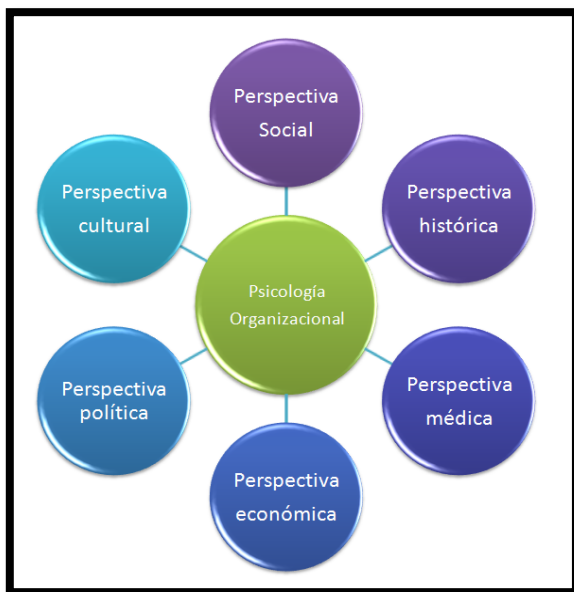 Perspectiva
Social
Perspectiva
cultural
Perspectiva
histórica
Psicología
Organizacional
Perspectiva
política
Perspectiva
médica
Perspectiva
económica